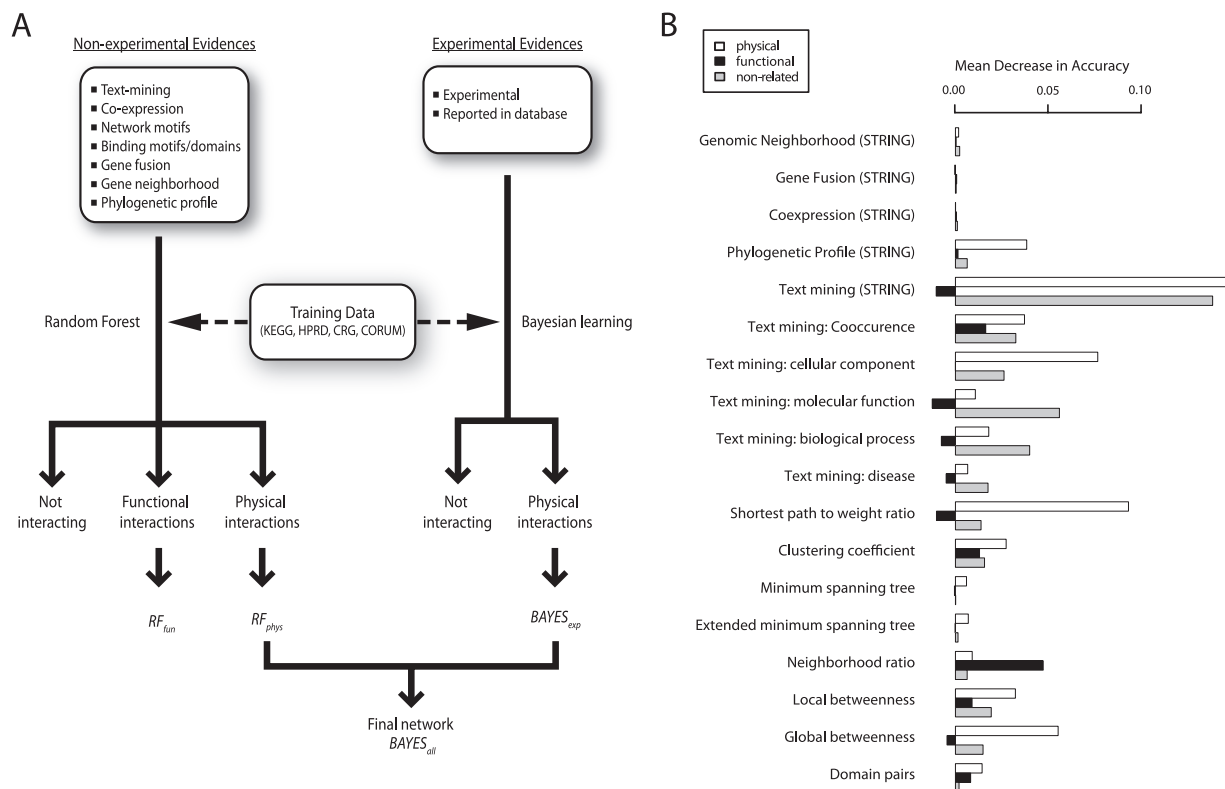 A
Non-experimental Evidences
Text-mining
Co-expression
Network motifs
Binding motifs/domains
Gene fusion
Gene neighborhood
Phylogenetic profile
Experimental Evidences
Experimental
Reported in database
Random Forest
Training Data
(KEGG, HPRD, CRG, CORUM)
Bayesian learning
Not
interacting
Functional
interactions
Physical
interactions
Not
interacting
Physical
interactions
RF_fun
RF_phys
BAYES_exp
Final network
BAYES_all
B
physical
functional
non-related
Mean Decrease in Accuracy
0.00 0.05 0.10
Genomic Neighborhood (STRING)
Gene Fusion (STRING)
Coexpression (STRING)
Phylogenetic Profile (STRING)
Text mining (STRING)
Text mining: Cooccurence
Text mining: cellular component
Text mining: molecular function
Text mining: biological process
Text mining: disease
Shortest path to weight ratio
Clustering coefficient
Minimum spanning tree
Extended minimum spanning tree
Neighborhood ratio
Local betweenness
Global betweenness
Domain pairs